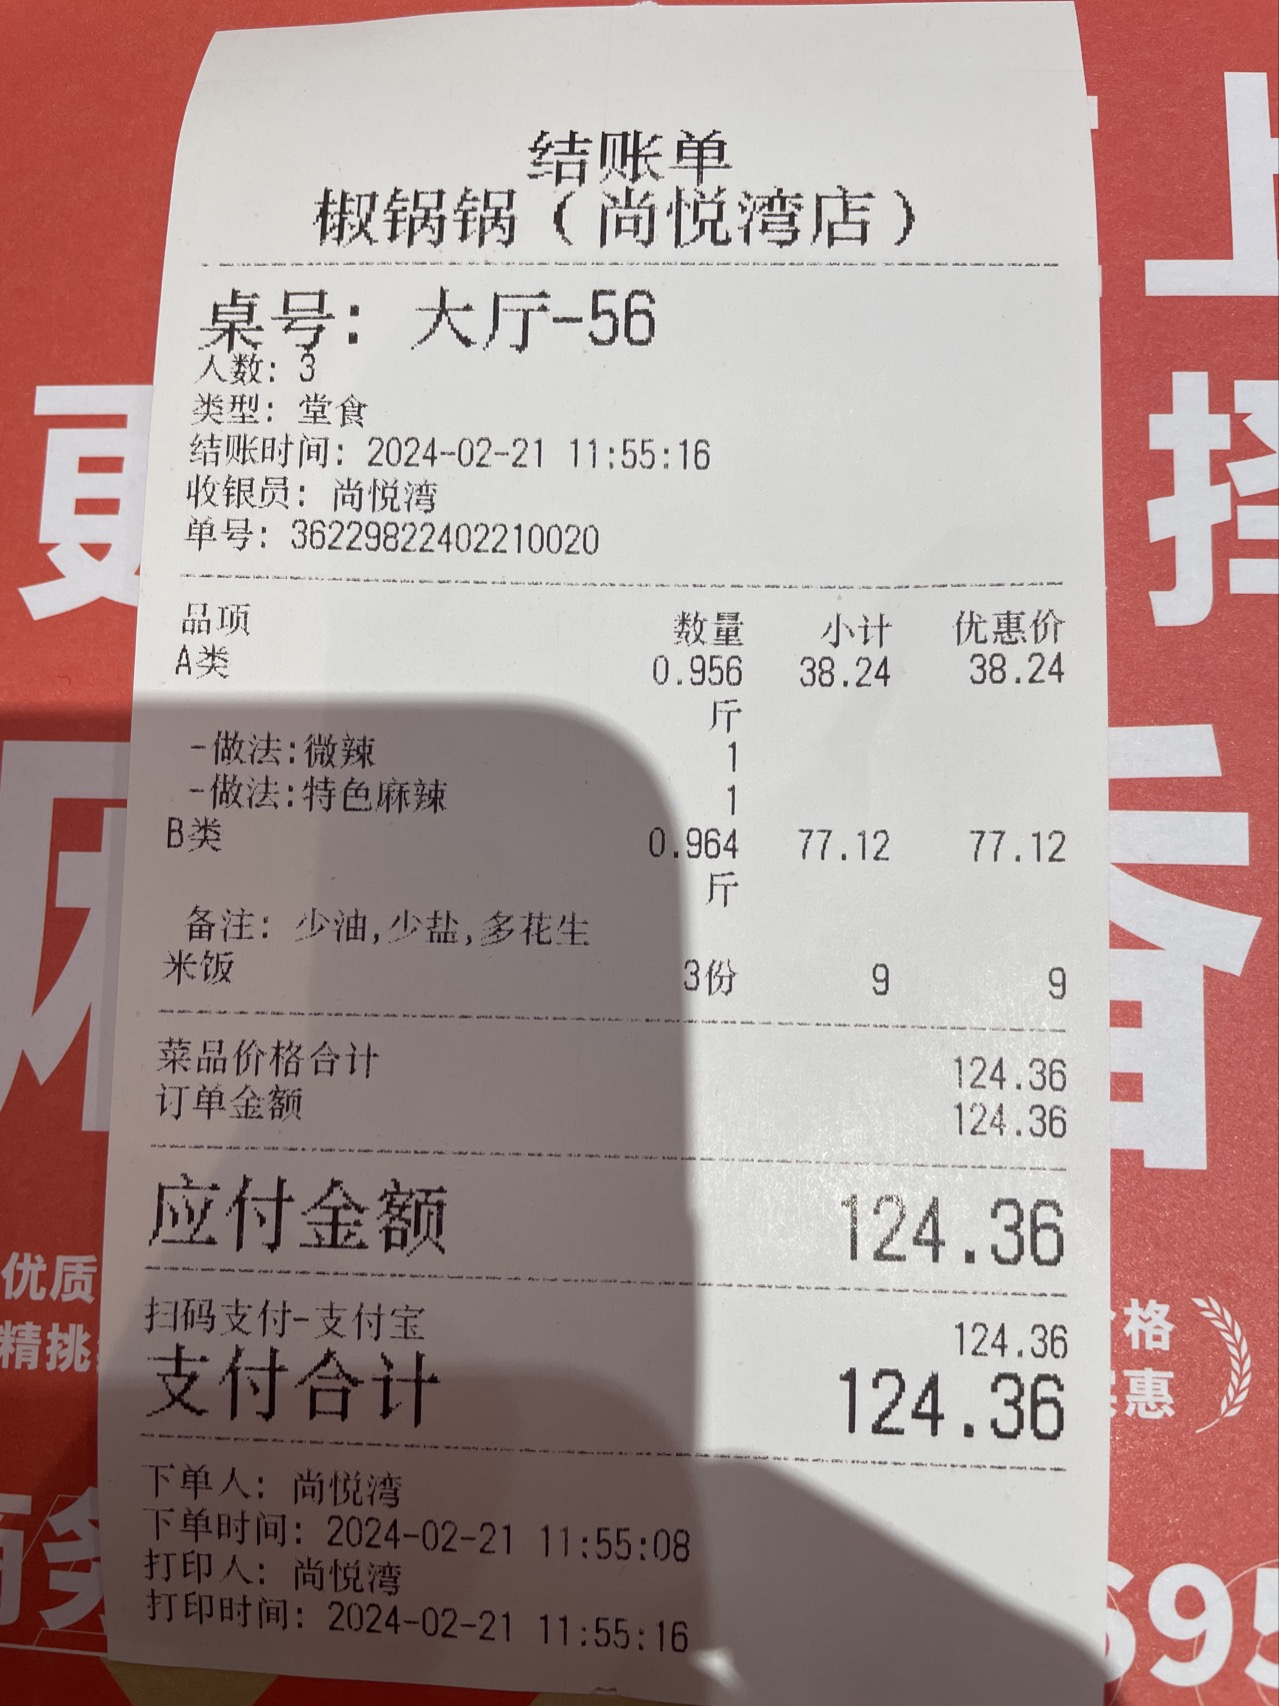 结账单
椒锅锅（尚悦湾店）
桌号: 大厅-56
人数: 3
类型: 堂食
结账时间: 2024-02-21 11:55:16
收银员: 尚悦湾
单号: 36229822402210020
品项 数量 小计 优惠价
A类 0.956 38.24 38.24
斤
-做法:微辣 1
-做法:特色麻辣 1
B类 0.964 77.12 77.12
斤
备注: 少油,少盐,多花生
米饭 3份 9 9
菜品价格合计 124.36
订单金额 124.36
应付金额 124.36
扫码支付-支付宝 124.36
支付合计 124.36
下单人: 尚悦湾
下单时间: 2024-02-21 11:55:08
打印人: 尚悦湾
打印时间: 2024-02-21 11:55:16
更
上
择
香
优质
精挑
格
惠
695